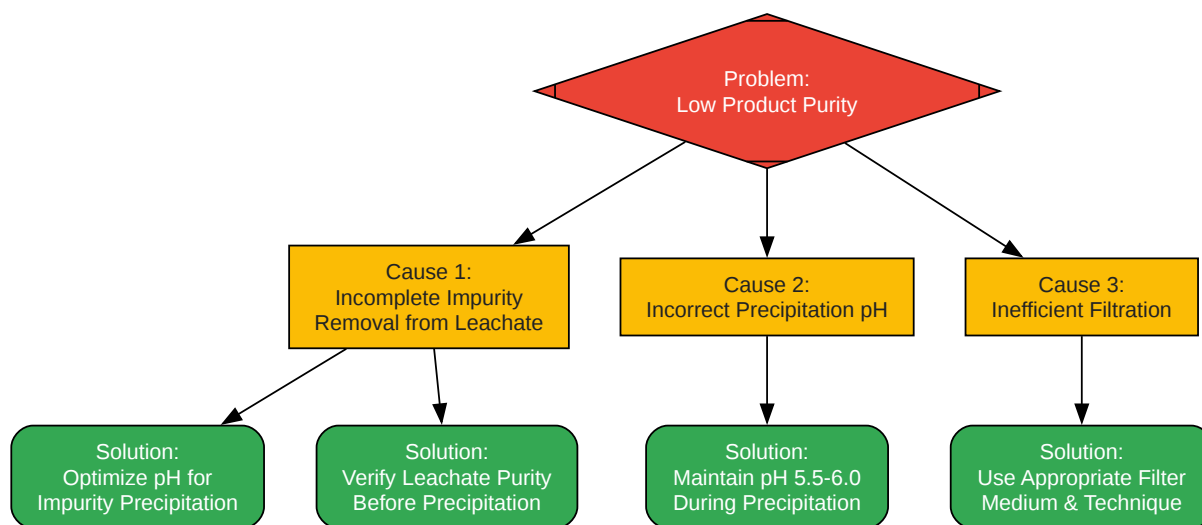 Problem:
Low Product Purity
Cause 1:
Incomplete Impurity
Removal from Leachate
Cause 2:
Incorrect Precipitation pH
Cause 3:
Inefficient Filtration
Solution:
Optimize pH for
Impurity Precipitation
Solution:
Verify Leachate Purity
Before Precipitation
Solution:
Maintain pH 5.5-6.0
During Precipitation
Solution:
Use Appropriate Filter
Medium & Technique